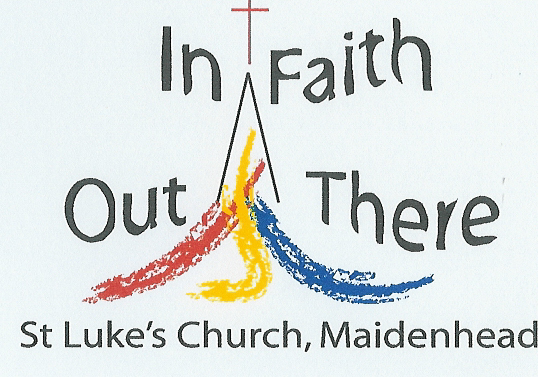 In Faith
Out There
St Luke's Church, Maidenhead